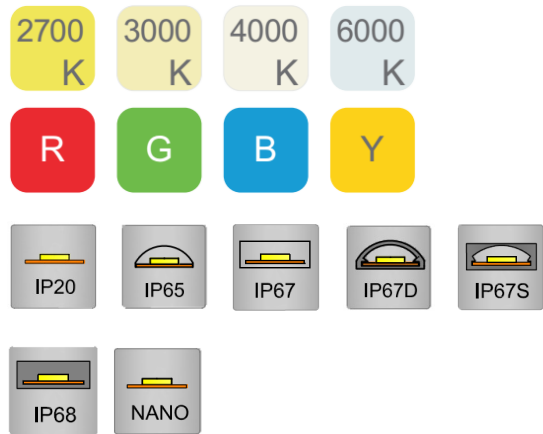 2700 K
3000 K
4000 K
6000 K
R
G
B
Y
IP20
IP65
IP67
IP67D
IP67S
IP68
NANO